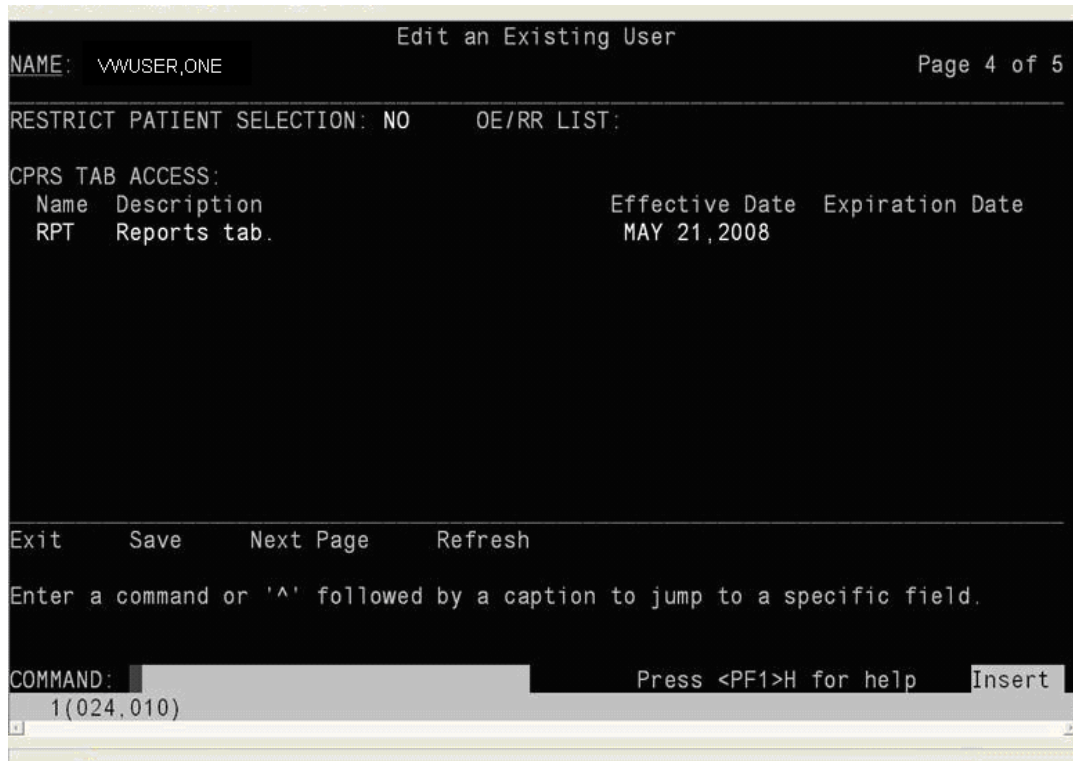 Edit an Existing User
NAME: VWUSER,ONE Page 4 of 5
RESTRICT PATIENT SELECTION: NO OE/RR LIST:
CPRS TAB ACCESS:
Name Description Effective Date Expiration Date
RPT Reports tab. MAY 21,2008
Exit Save Next Page Refresh
Enter a command or '^' followed by a caption to jump to a specific field.
COMMAND: Press <PF1>H for help Insert
1(024,010)